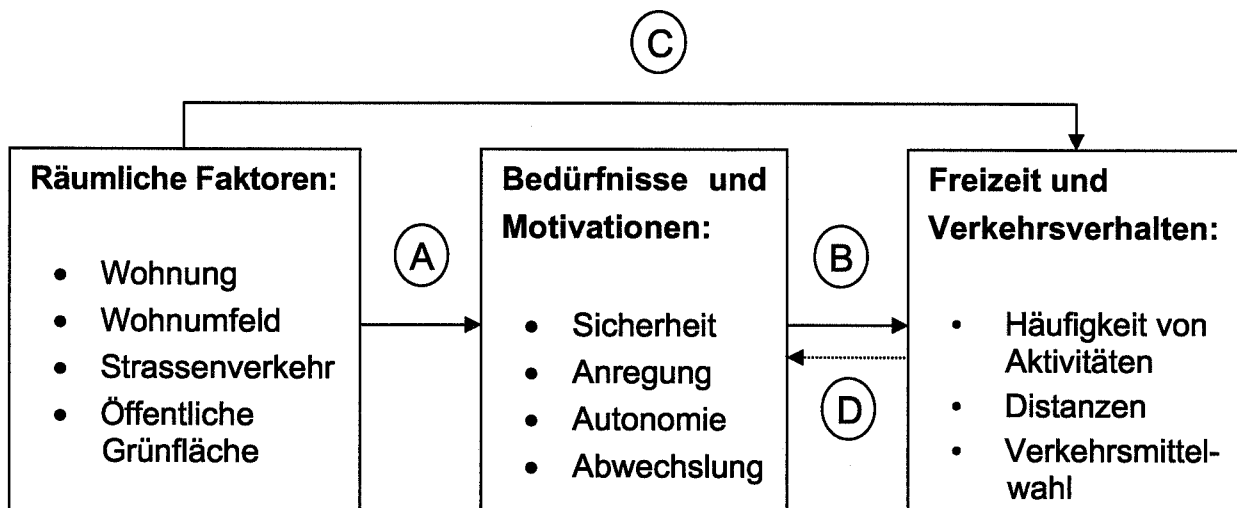 C
Räumliche Faktoren:
• Wohnung
• Wohnumfeld
• Strassenverkehr
• Öffentliche
Grünfläche
A
Bedürfnisse und
Motivationen:
• Sicherheit
• Anregung
• Autonomie
• Abwechslung
B
D
Freizeit und
Verkehrsverhalten:
• Häufigkeit von
Aktivitäten
• Distanzen
• Verkehrsmittel-
wahl